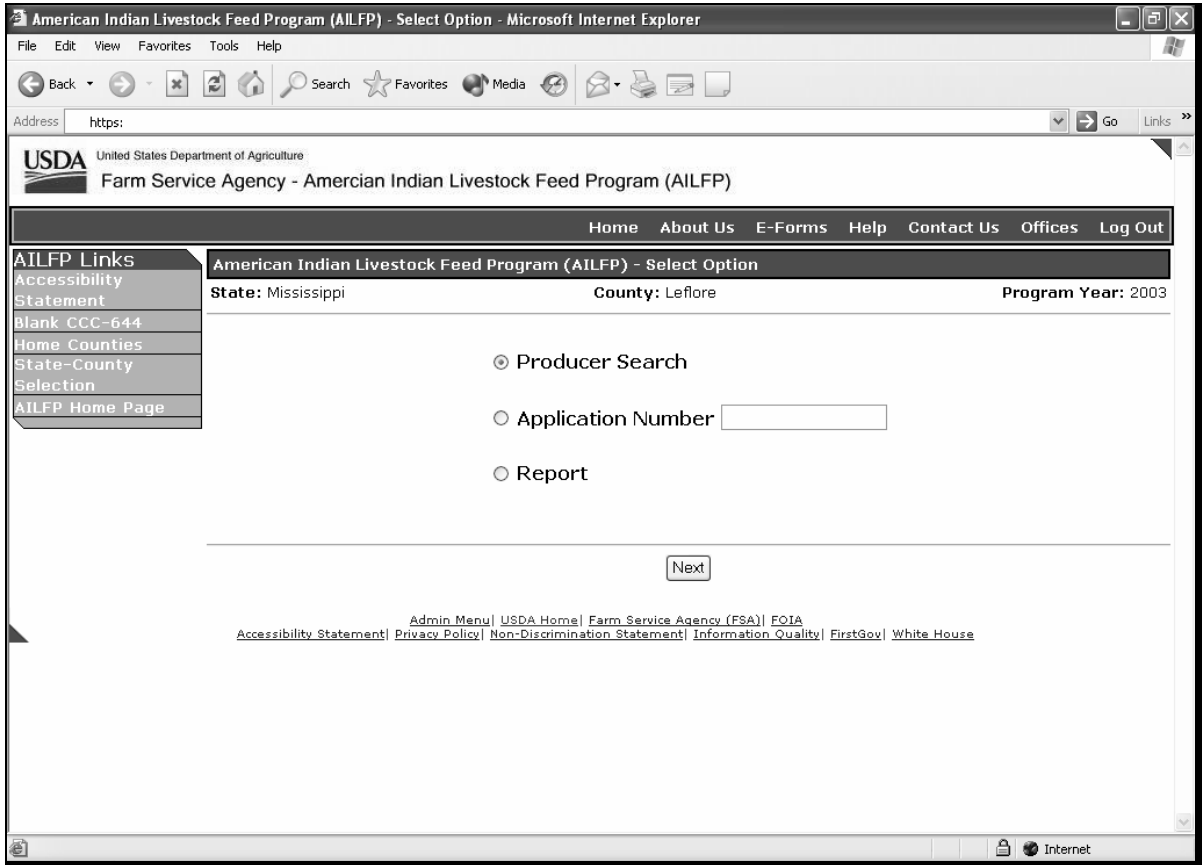 American Indian Livestock Feed Program (AILFP) - Select Option - Microsoft Internet Explorer
File Edit View Favorites Tools Help
Back Search Favorites Media
Address https: Go Links »
USDA United States Department of Agriculture
Farm Service Agency - Amercian Indian Livestock Feed Program (AILFP)
Home About Us E-Forms Help Contact Us Offices Log Out
AILFP Links
Accessibility
Statement
Blank CCC-644
Home Counties
State-County
Selection
AILFP Home Page
American Indian Livestock Feed Program (AILFP) - Select Option
State: Mississippi County: Leflore Program Year: 2003
Producer Search
Application Number
Report
Next
Admin Menu| USDA Home| Farm Service Agency (FSA)| FOIA
Accessibility Statement| Privacy Policy| Non-Discrimination Statement| Information Quality| FirstGov| White House
Internet